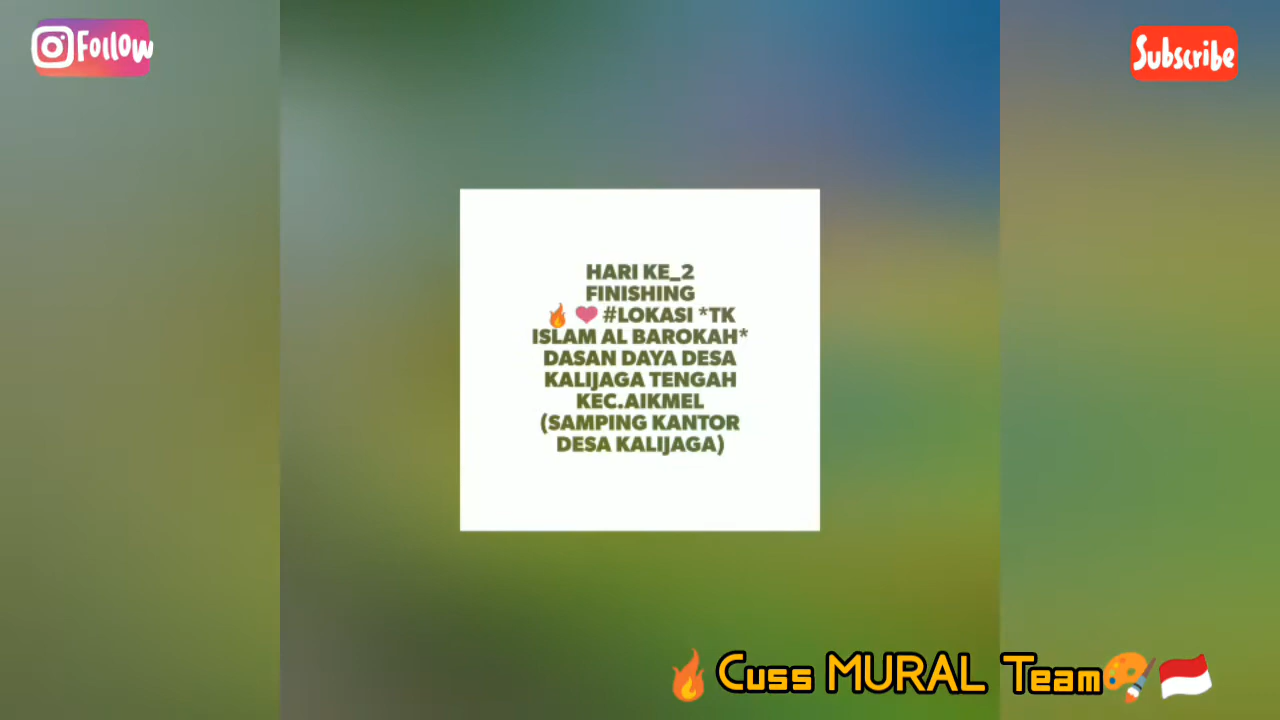 Follow
Subscribe
HARI KE_2
FINISHING
🔥 ❤ #LOKASI *TK
ISLAM AL BAROKAH*
DASAN DAYA DESA
KALIJAGA TENGAH
KEC.AIKMEL
(SAMPING KANTOR
DESA KALIJAGA)
🔥Cuss MURAL Team🎨🇮🇩